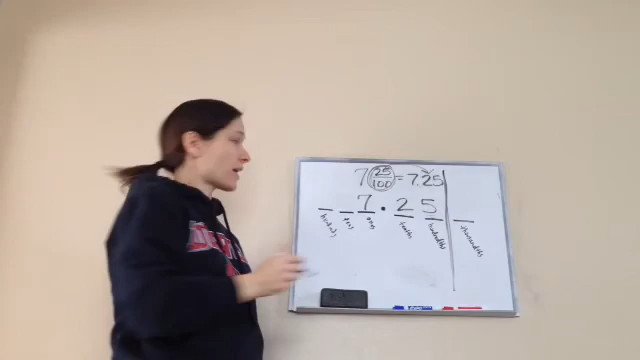 7 25/100 = 7.25
_ _ 7 . 2 5 _
hundreds tens ones tenths hundredths thousandths